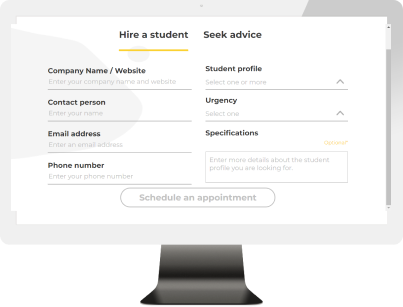 Hire a student
Seek advice
Company Name / Website
Enter your company name and website
Contact person
Enter your name
Email address
Enter an email address
Phone number
Enter your phone number
Student profile
Select one or more
Urgency
Select one
Specifications
Enter more details about the student
profile you are looking for.
Schedule an appointment